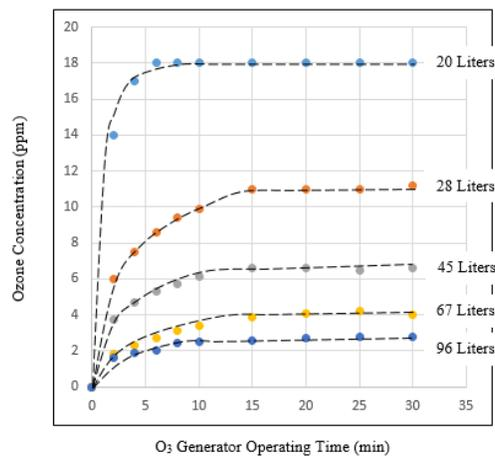 20
18
16
14
12
10
8
6
4
2
0
Ozone Concentration (ppm)
20 Liters
28 Liters
45 Liters
67 Liters
96 Liters
0 5 10 15 20 25 30 35
O₃ Generator Operating Time (min)